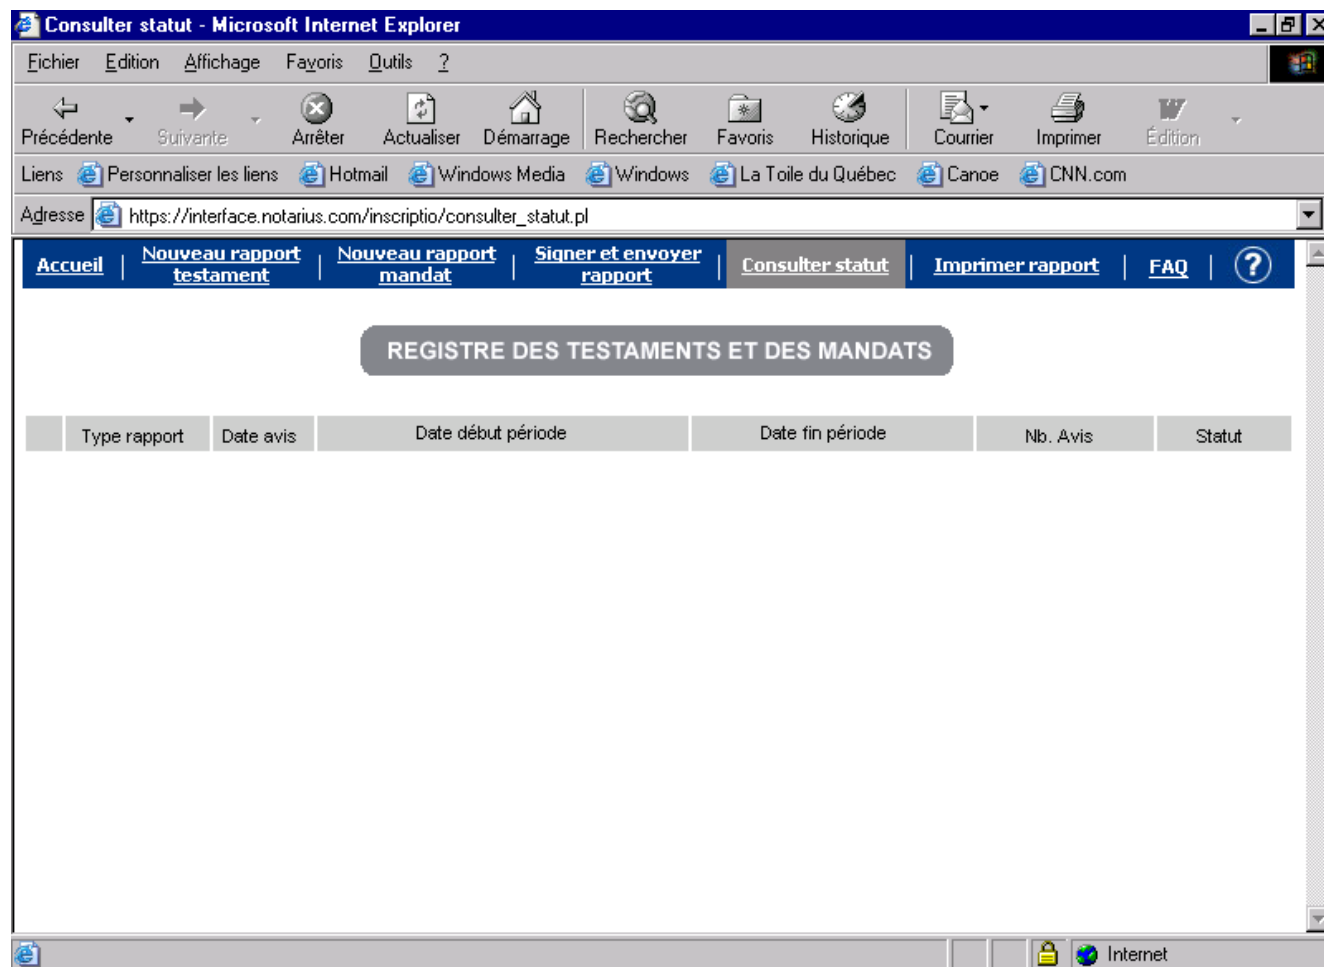 Consulter statut - Microsoft Internet Explorer
Fichier Edition Affichage Favoris Outils ?
Précédente Suivante Arrêter Actualiser Démarrage Rechercher Favoris Historique Courrier Imprimer Édition
Liens Personnaliser les liens Hotmail Windows Media Windows La Toile du Québec Canoe CNN.com
Adresse https://interface.notarius.com/inscriptio/consulter_statut.pl
Accueil | Nouveau rapport testament | Nouveau rapport mandat | Signer et envoyer rapport | Consulter statut | Imprimer rapport | FAQ | ?
REGISTRE DES TESTAMENTS ET DES MANDATS
Type rapport Date avis Date début période Date fin période Nb. Avis Statut
Internet